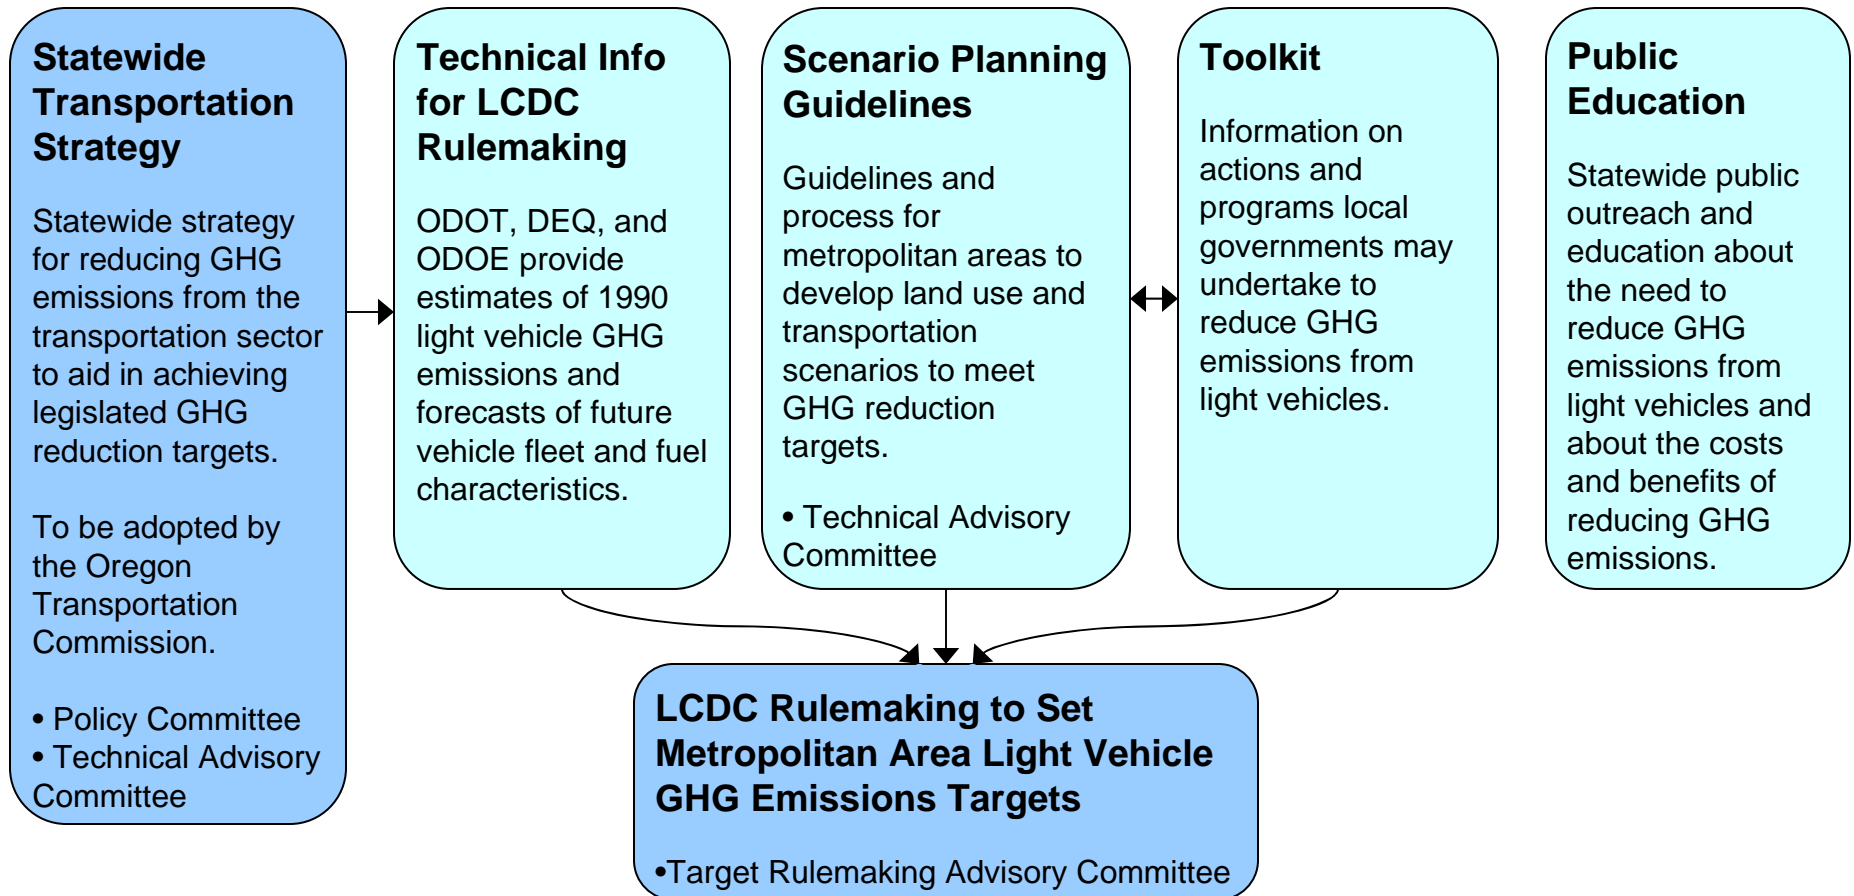 Statewide
Transportation
Strategy
Statewide strategy
for reducing GHG
emissions from the
transportation sector
to aid in achieving
legislated GHG
reduction targets.
To be adopted by
the Oregon
Transportation
Commission.
• Policy Committee
• Technical Advisory
Committee
Technical Info
for LCDC
Rulemaking
ODOT, DEQ, and
ODOE provide
estimates of 1990
light vehicle GHG
emissions and
forecasts of future
vehicle fleet and fuel
characteristics.
Scenario Planning
Guidelines
Guidelines and
process for
metropolitan areas to
develop land use and
transportation
scenarios to meet
GHG reduction
targets.
• Technical Advisory
Committee
Toolkit
Information on
actions and
programs local
governments may
undertake to
reduce GHG
emissions from
light vehicles.
Public
Education
Statewide public
outreach and
education about
the need to
reduce GHG
emissions from
light vehicles and
about the costs
and benefits of
reducing GHG
emissions.
LCDC Rulemaking to Set
Metropolitan Area Light Vehicle
GHG Emissions Targets
•Target Rulemaking Advisory Committee